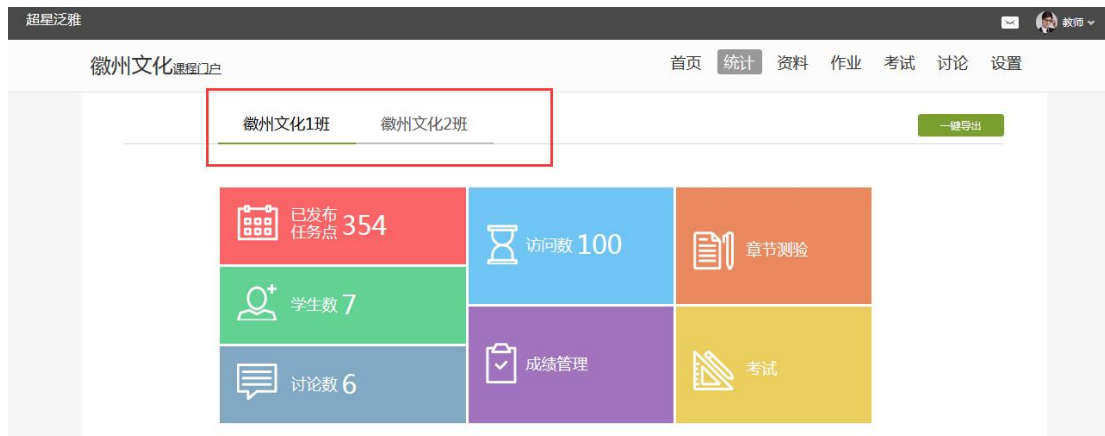 超星泛雅
教师
徽州文化课程门户
首页 统计 资料 作业 考试 讨论 设置
徽州文化1班 徽州文化2班
一键导出
已发布
任务点 354
学生数 7
讨论数 6
访问数 100
成绩管理
章节测验
考试